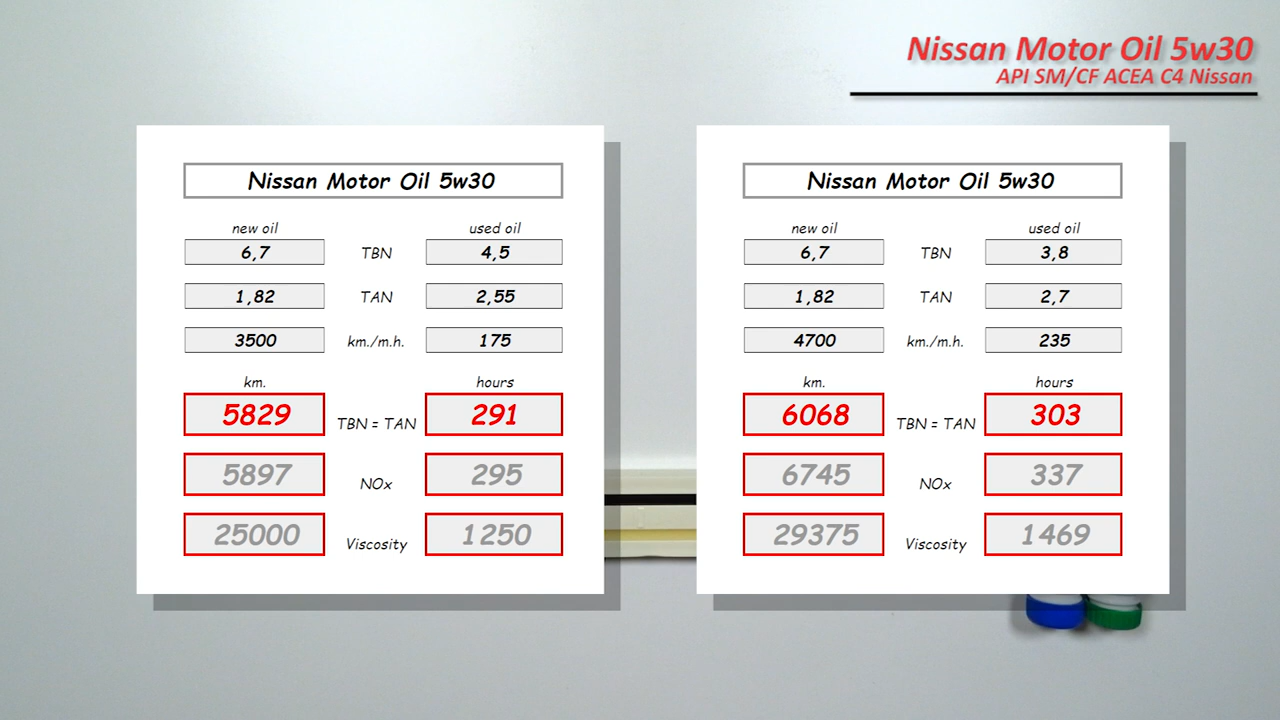 Nissan Motor Oil 5w30
API SM/CF ACEA C4 Nissan
Nissan Motor Oil 5w30
new oil used oil
6,7 TBN 4,5
1,82 TAN 2,55
3500 km./m.h. 175
km. hours
5829 TBN = TAN 291
5897 NOx 295
25000 Viscosity 1250
Nissan Motor Oil 5w30
new oil used oil
6,7 TBN 3,8
1,82 TAN 2,7
4700 km./m.h. 235
km. hours
6068 TBN = TAN 303
6745 NOx 337
29375 Viscosity 1469